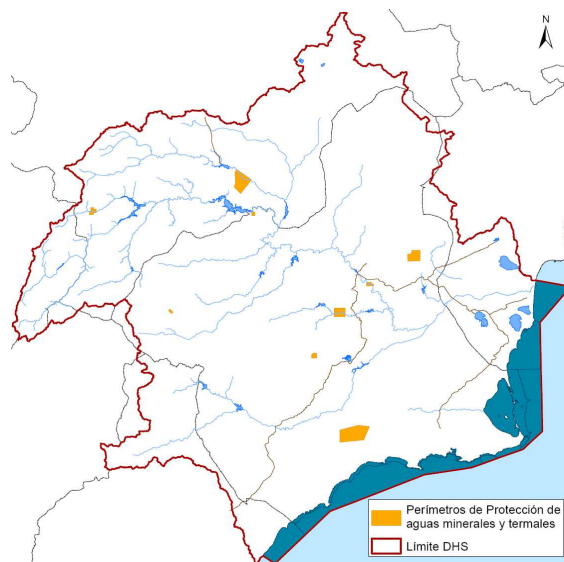 N
Perímetros de Protección de
aguas minerales y termales
Límite DHS